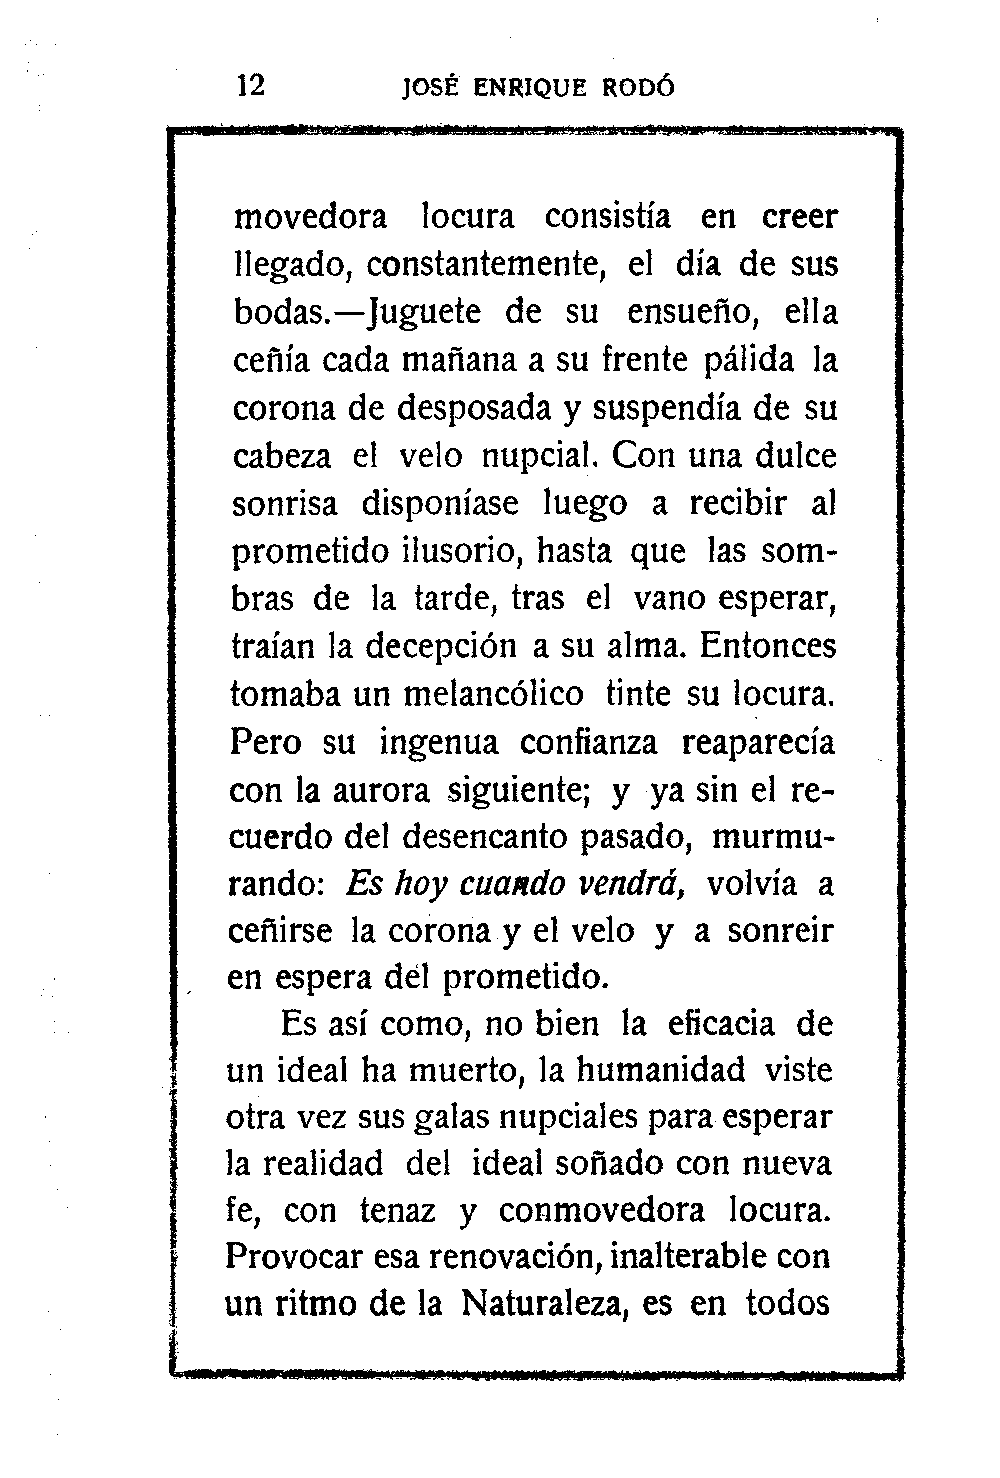 12 JOSÉ ENRIQUE RODÓ
movedora locura consistía en creer
llegado, constantemente, el día de sus
bodas.—Juguete de su ensueño, ella
ceñía cada mañana a su frente pálida la
corona de desposada y suspendía de su
cabeza el velo nupcial. Con una dulce
sonrisa disponíase luego a recibir al
prometido ilusorio, hasta que las som-
bras de la tarde, tras el vano esperar,
traían la decepción a su alma. Entonces
tomaba un melancólico tinte su locura.
Pero su ingenua confianza reaparecía
con la aurora siguiente; y ya sin el re-
cuerdo del desencanto pasado, murmu-
rando: Es hoy cuando vendrá, volvía a
ceñirse la corona y el velo y a sonreir
en espera del prometido.
Es así como, no bien la eficacia de
un ideal ha muerto, la humanidad viste
otra vez sus galas nupciales para esperar
la realidad del ideal soñado con nueva
fe, con tenaz y conmovedora locura.
Provocar esa renovación, inalterable con
un ritmo de la Naturaleza, es en todos